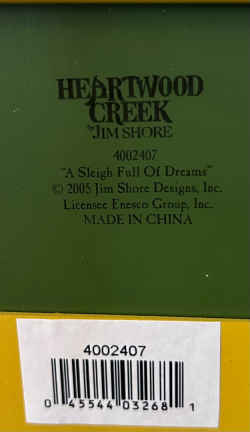 HEARTWOOD
CREEK
by JIM SHORE
4002407
"A Sleigh Full Of Dreams"
© 2005 Jim Shore Designs, Inc.
Licensee Enesco Group, Inc.
MADE IN CHINA
4002407
0 45544 03268 1